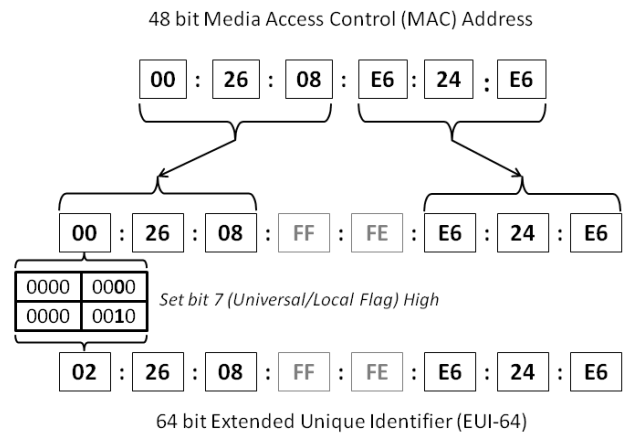 48 bit Media Access Control (MAC) Address
00 : 26 : 08 : E6 : 24 : E6
00 : 26 : 08 : FF : FE : E6 : 24 : E6
0000 0000
0000 0010
Set bit 7 (Universal/Local Flag) High
02 : 26 : 08 : FF : FE : E6 : 24 : E6
64 bit Extended Unique Identifier (EUI-64)